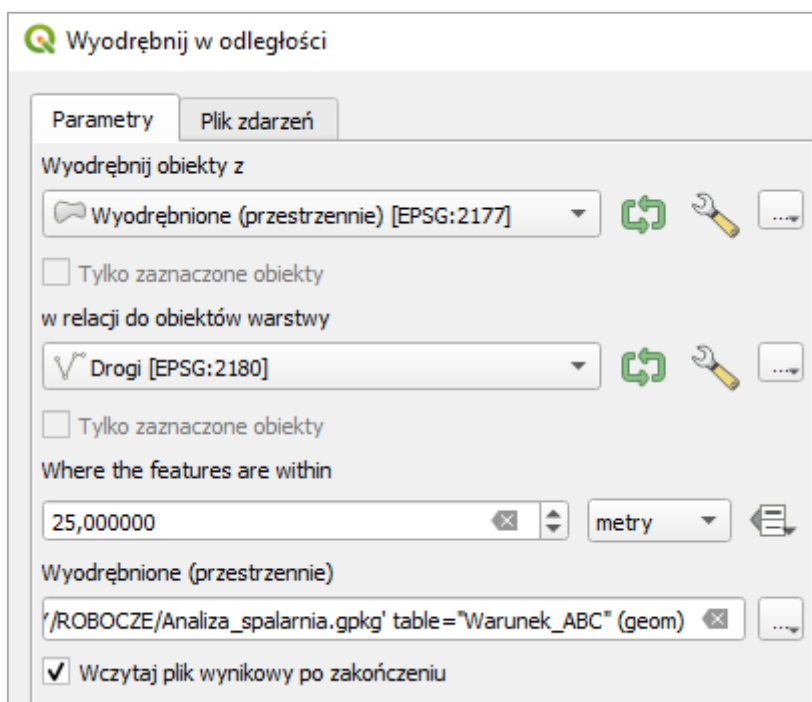 Wyodrębnij w odległości
Parametry Plik zdarzeń
Wyodrębnij obiekty z
Wyodrębnione (przestrzennie) [EPSG:2177]
...
Tylko zaznaczone obiekty
w relacji do obiektów warstwy
Drogi [EPSG:2180]
...
Tylko zaznaczone obiekty
Where the features are within
25,000000 metry
Wyodrębnione (przestrzennie)
'/ROBOCZE/Analiza_spalarnia.gpkg' table="Warunek_ABC" (geom) ...
Wczytaj plik wynikowy po zakończeniu